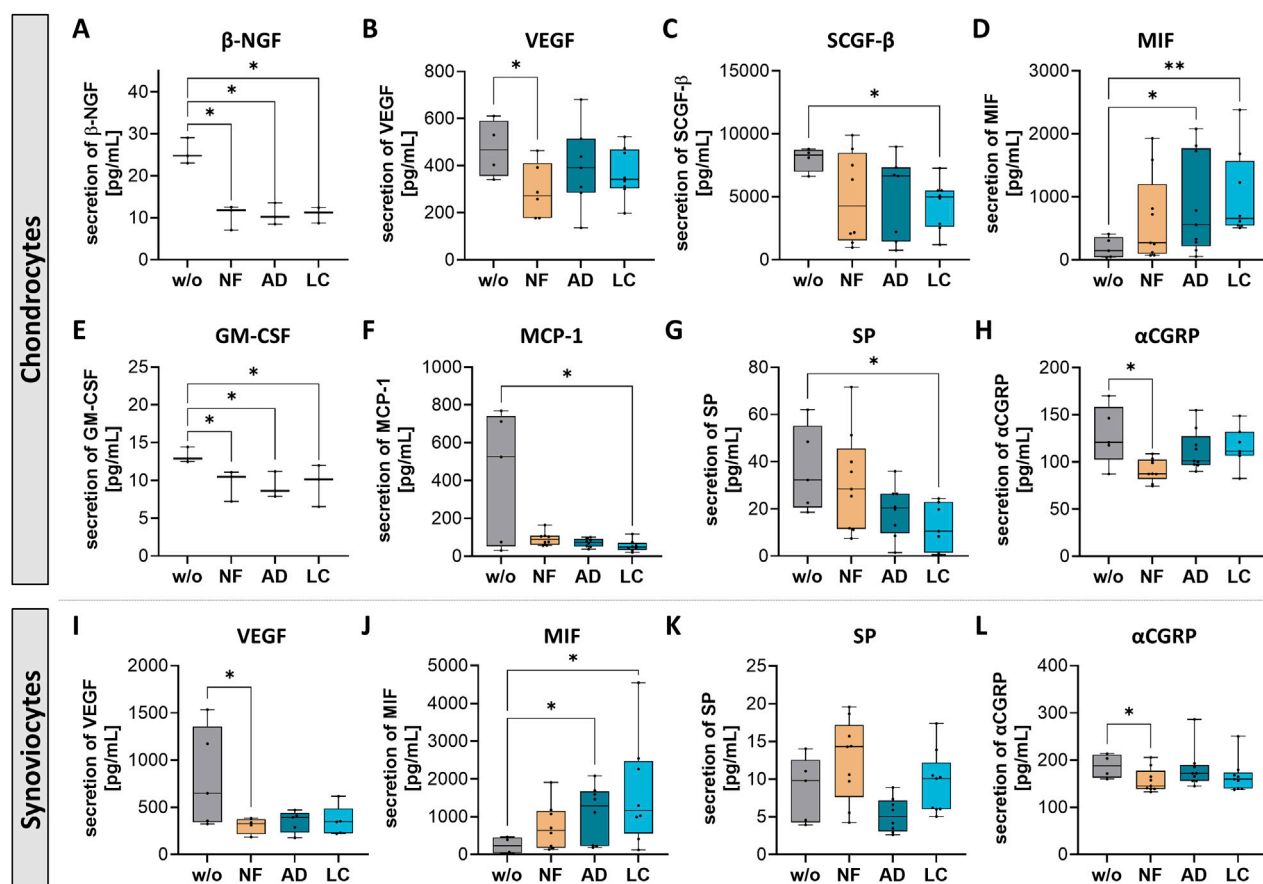 Chondrocytes
A
β-NGF
secretion of β-NGF
[pg/mL]
40
30
20
10
0
*
*
*
w/o NF AD LC
B
VEGF
secretion of VEGF
[pg/mL]
800
600
400
200
0
*
w/o NF AD LC
C
SCGF-β
secretion of SCGF-β
[pg/mL]
15000
10000
5000
0
*
w/o NF AD LC
D
MIF
secretion of MIF
[pg/mL]
3000
2000
1000
0
**
*
w/o NF AD LC
E
GM-CSF
secretion of GM-CSF
[pg/mL]
25
20
15
10
5
0
*
*
*
w/o NF AD LC
F
MCP-1
secretion of MCP-1
[pg/mL]
1000
800
600
400
200
0
*
w/o NF AD LC
G
SP
secretion of SP
[pg/mL]
80
60
40
20
0
*
w/o NF AD LC
H
αCGRP
secretion of αCGRP
[pg/mL]
200
150
100
50
0
*
w/o NF AD LC
Synoviocytes
I
VEGF
secretion of VEGF
[pg/mL]
2000
1500
1000
500
0
*
w/o NF AD LC
J
MIF
secretion of MIF
[pg/mL]
5000
4000
3000
2000
1000
0
*
*
w/o NF AD LC
K
SP
secretion of SP
[pg/mL]
25
20
15
10
5
0
w/o NF AD LC
L
αCGRP
secretion of αCGRP
[pg/mL]
400
300
200
100
0
*
w/o NF AD LC